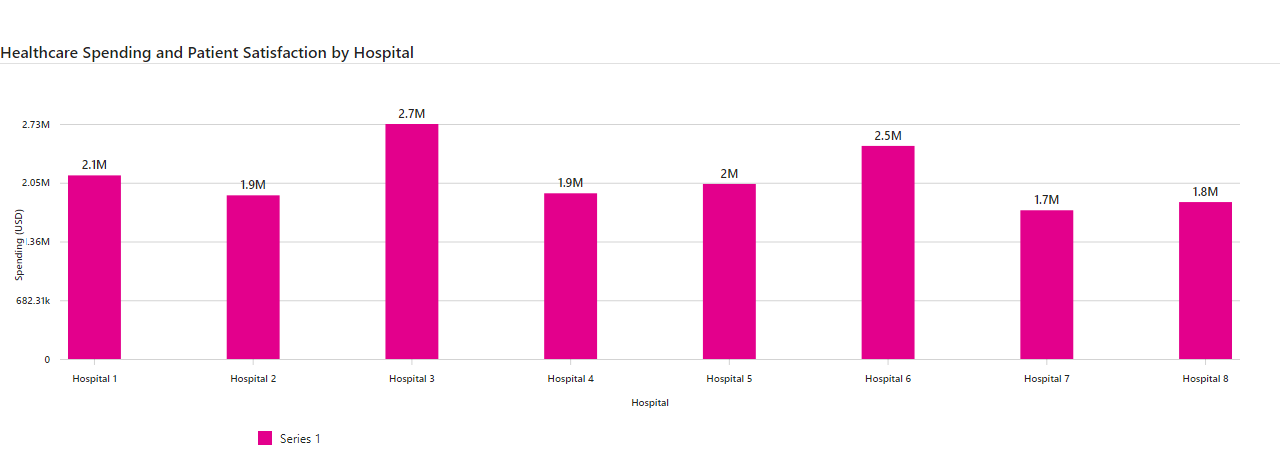 Healthcare Spending and Patient Satisfaction by Hospital
2.73M
2.05M
1.36M
682.31k
0
Spending (USD)
2.1M
1.9M
2.7M
1.9M
2M
2.5M
1.7M
1.8M
Hospital 1
Hospital 2
Hospital 3
Hospital 4
Hospital 5
Hospital 6
Hospital 7
Hospital 8
Hospital
Series 1